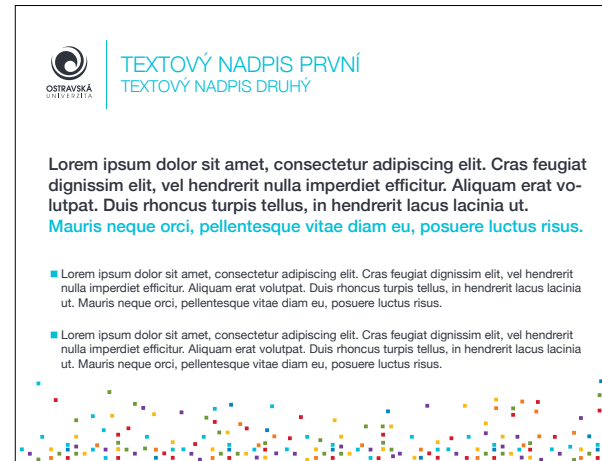 OSTRAVSKÁ
UNIVERZITA
TEXTOVÝ NADPIS PRVNÍ
TEXTOVÝ NADPIS DRUHÝ
Lorem ipsum dolor sit amet, consectetur adipiscing elit. Cras feugiat
dignissim elit, vel hendrerit nulla imperdiet efficitur. Aliquam erat vo-
lutpat. Duis rhoncus turpis tellus, in hendrerit lacus lacinia ut.
Mauris neque orci, pellentesque vitae diam eu, posuere luctus risus.
Lorem ipsum dolor sit amet, consectetur adipiscing elit. Cras feugiat dignissim elit, vel hendrerit
nulla imperdiet efficitur. Aliquam erat volutpat. Duis rhoncus turpis tellus, in hendrerit lacus lacinia
ut. Mauris neque orci, pellentesque vitae diam eu, posuere luctus risus.
Lorem ipsum dolor sit amet, consectetur adipiscing elit. Cras feugiat dignissim elit, vel hendrerit
nulla imperdiet efficitur. Aliquam erat volutpat. Duis rhoncus turpis tellus, in hendrerit lacus lacinia
ut. Mauris neque orci, pellentesque vitae diam eu, posuere luctus risus.